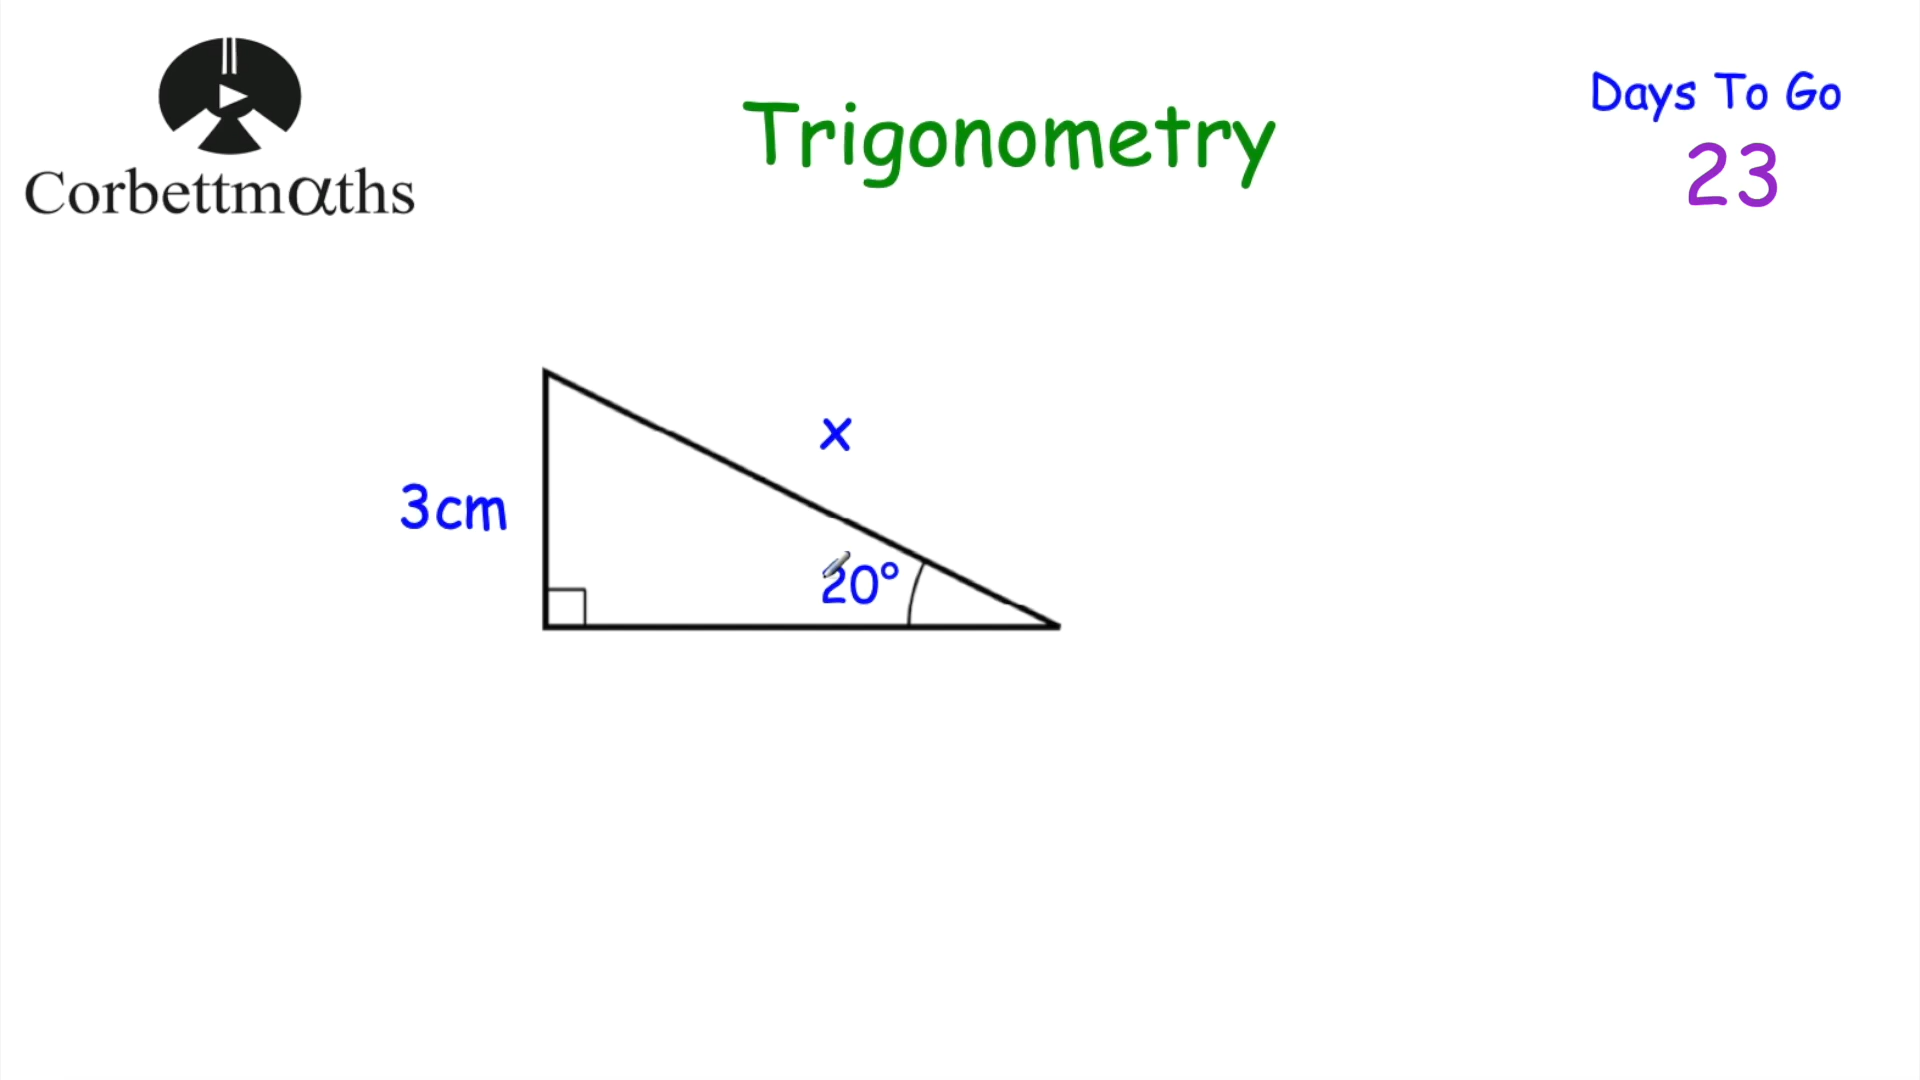 Corbettmαths
Trigonometry
Days To Go
23
x
3cm
20°